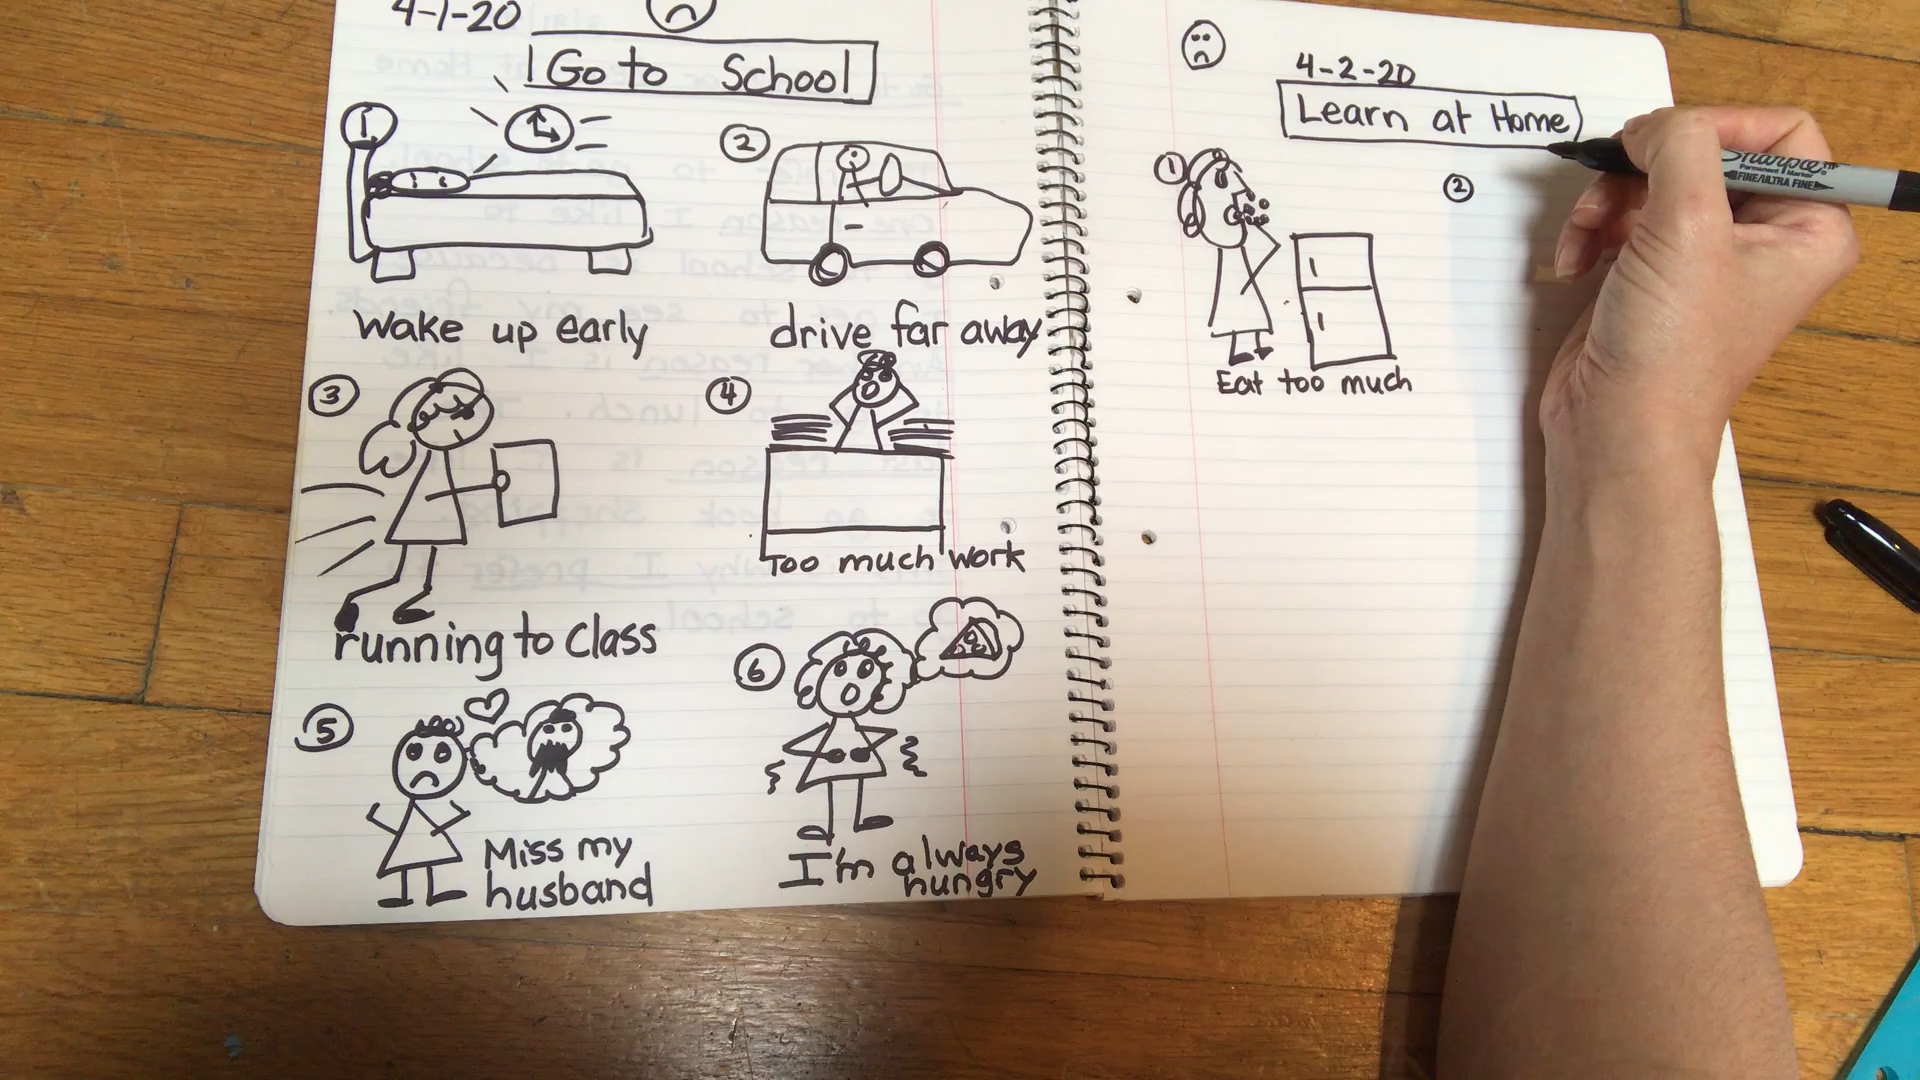 4-1-20
Go to School
1
2
wake up early
drive far away
3
4
running to class
Too much work
5
6
Miss my
husband
I'm always
hungry
4-2-20
Learn at Home
1
2
Eat too much
Sharpie
Permanent Marker
FINE/ULTRA FINE